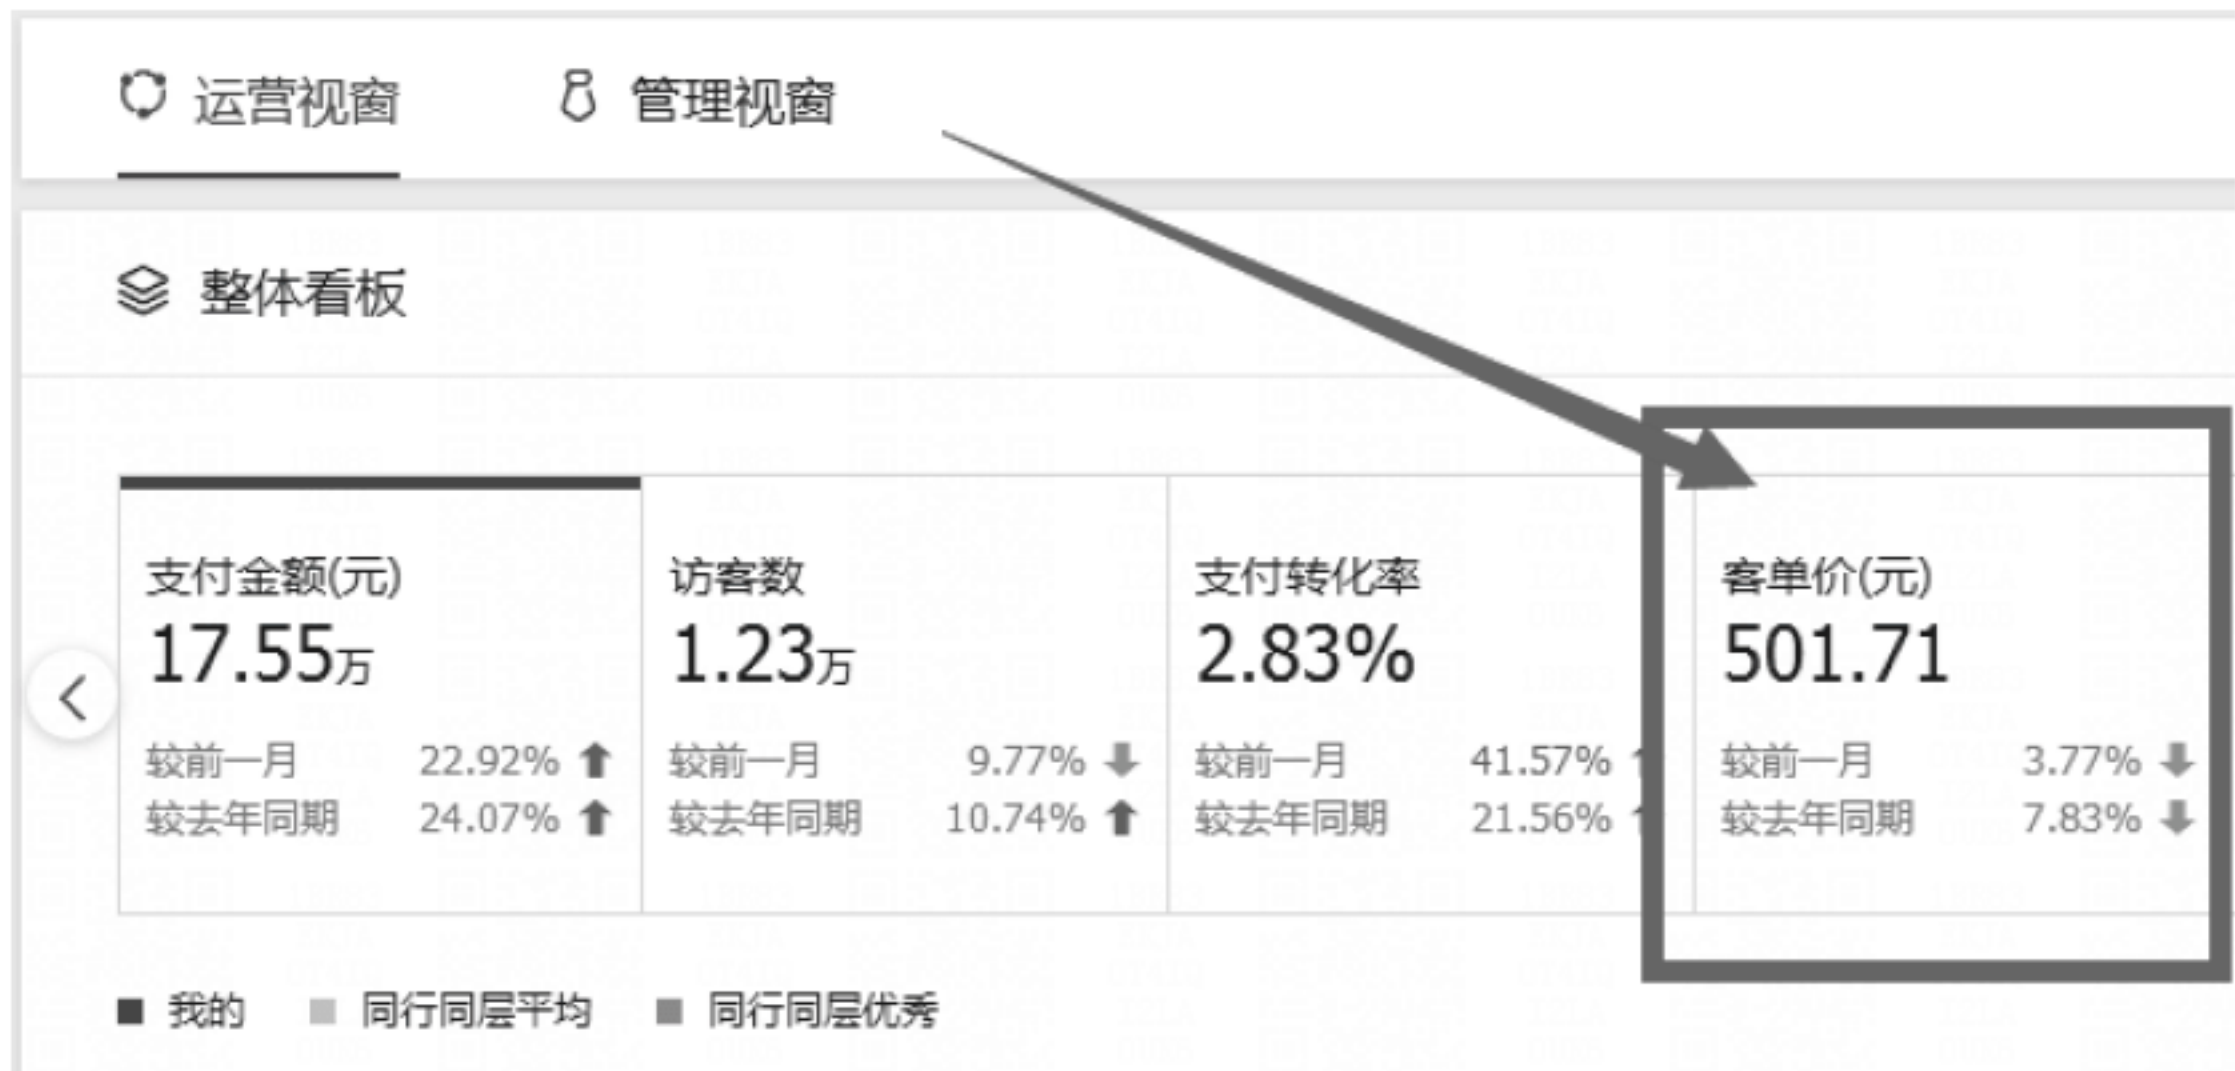 运营视窗 管理视窗
整体看板
支付金额(元) 访客数 支付转化率 客单价(元)
17.55万 1.23万 2.83% 501.71
较前一月 22.92% 较前一月 9.77% 较前一月 41.57% 较前一月 3.77%
较去年同期 24.07% 较去年同期 10.74% 较去年同期 21.56% 较去年同期 7.83%
我的 同行同层平均 同行同层优秀